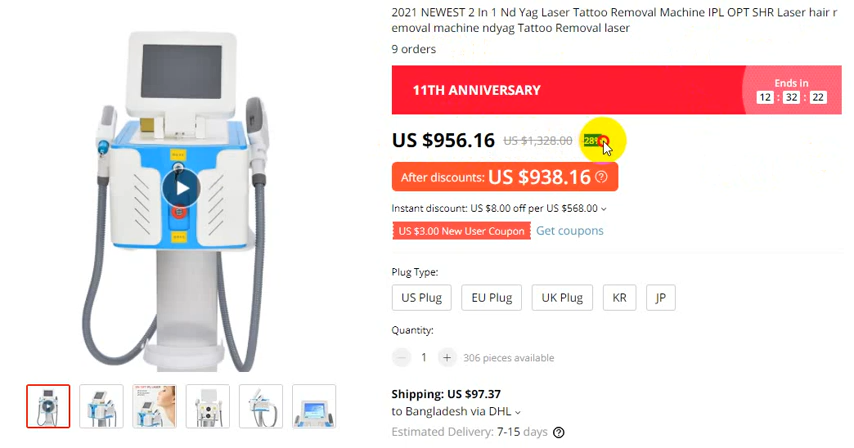 2021 NEWEST 2 In 1 Nd Yag Laser Tattoo Removal Machine IPL OPT SHR Laser hair r
emoval machine ndyag Tattoo Removal laser
9 orders
11TH ANNIVERSARY
Ends in
12 : 32 : 22
US $956.16 US $1,328.00
After discounts: US $938.16
Instant discount: US $8.00 off per US $568.00
US $3.00 New User Coupon Get coupons
Plug Type:
US Plug EU Plug UK Plug KR JP
Quantity:
1 306 pieces available
Shipping: US $97.37
to Bangladesh via DHL
Estimated Delivery: 7-15 days